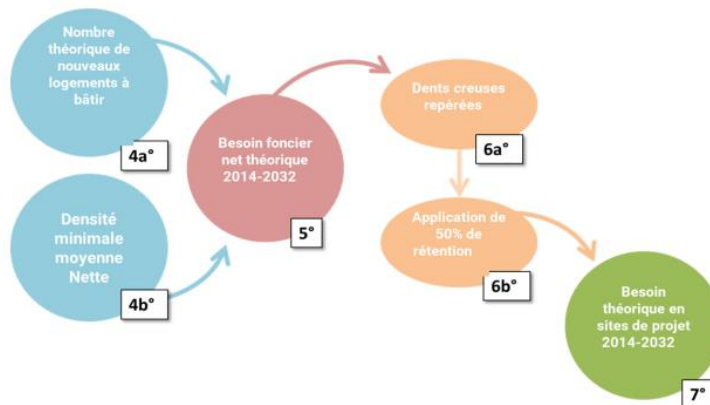 Nombre
théorique de
nouveaux
logements à
bâtir
4a°
Densité
minimale
moyenne
Nette
4b°
Besoin foncier
net théorique
2014-2032
5°
Dents creuses
repérées
6a°
Application de
50% de
rétention
6b°
Besoin
théorique en
sites de projet
2014-2032
7°